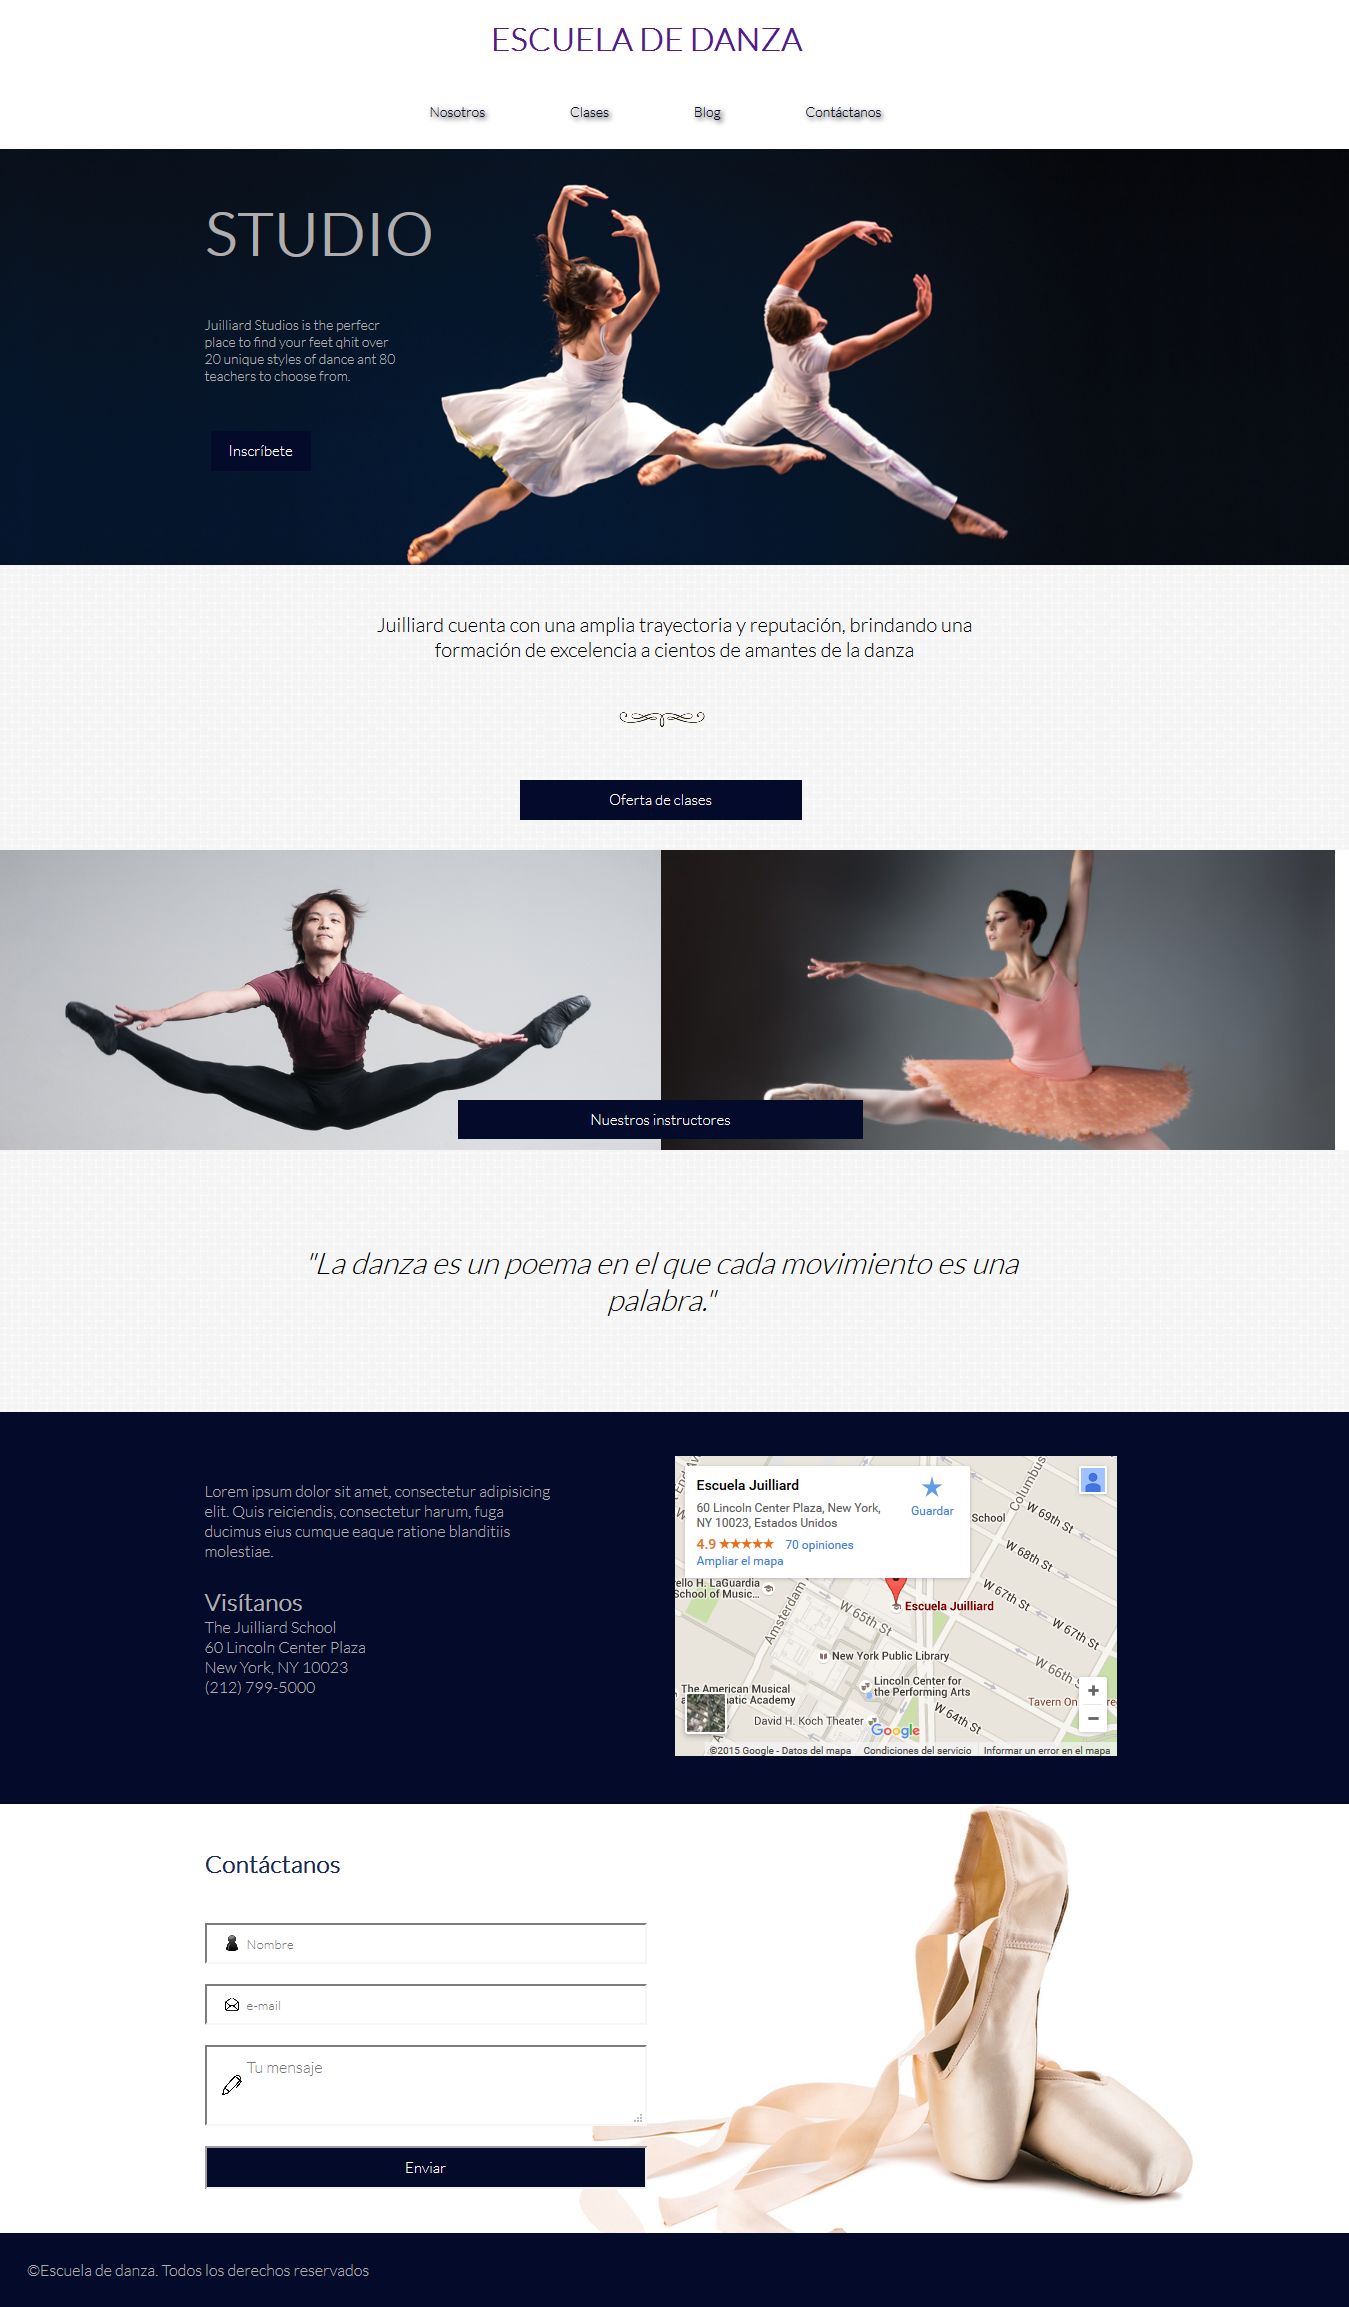 ESCUELA DE DANZA
Nosotros
Clases
Blog
Contáctanos
STUDIO
Juilliard Studios is the perfecr
place to find your feet qhit over
20 unique styles of dance ant 80
teachers to choose from.
Inscríbete
Juilliard cuenta con una amplia trayectoria y reputación, brindando una
formación de excelencia a cientos de amantes de la danza
Oferta de clases
Nuestros instructores
"La danza es un poema en el que cada movimiento es una
palabra."
Lorem ipsum dolor sit amet, consectetur adipisicing
elit. Quis reiciendis, consectetur harum, fuga
ducimus eius cumque eaque ratione blanditiis
molestiae.
Visítanos
The Juilliard School
60 Lincoln Center Plaza
New York, NY 10023
(212) 799-5000
Escuela Juilliard
60 Lincoln Center Plaza, New York,
NY 10023, Estados Unidos
4.9 ★★★★★ 70 opiniones
Ampliar el mapa
Guardar
Columbus
School
W 69th St
W 68th St
W 67th St
W 67th St
W 66th
W 65th St
W 64th St
Amsterdam
H. LaGuardia
School of Music...
Escuela Juilliard
New York Public Library
Lincoln Center for
the Performing Arts
The American Musical
Academy
David H. Koch Theater
Tavern On
Google
+
−
©2015 Google - Datos del mapa
Condiciones del servicio
Informar un error en el mapa
Contáctanos
Nombre
e-mail
Tu mensaje
Enviar
©Escuela de danza. Todos los derechos reservados